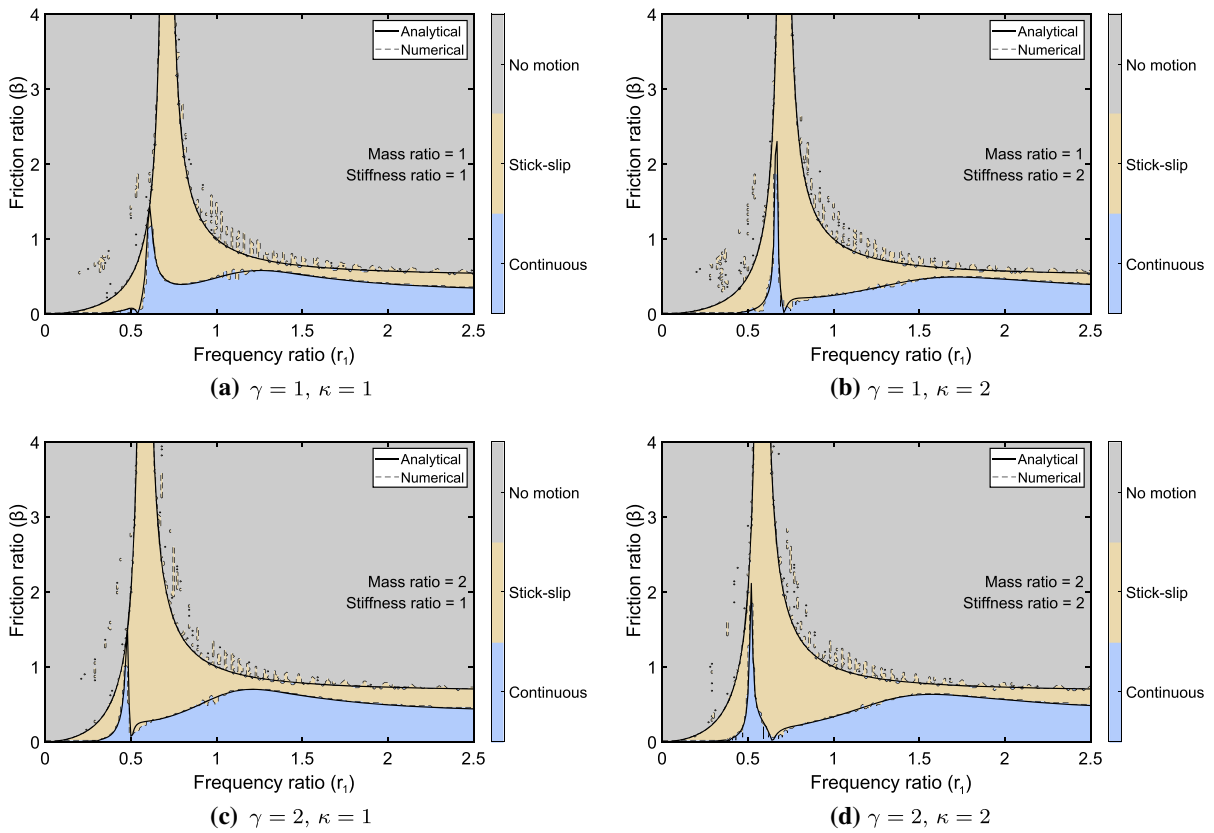 4
3
2
1
0
0 0.5 1 1.5 2 2.5
Friction ratio (β)
Frequency ratio (r1)
Analytical
Numerical
Mass ratio = 1
Stiffness ratio = 1
No motion
Stick-slip
Continuous
(a) γ = 1, κ = 1
4
3
2
1
0
0 0.5 1 1.5 2 2.5
Friction ratio (β)
Frequency ratio (r1)
Analytical
Numerical
Mass ratio = 1
Stiffness ratio = 2
No motion
Stick-slip
Continuous
(b) γ = 1, κ = 2
4
3
2
1
0
0 0.5 1 1.5 2 2.5
Friction ratio (β)
Frequency ratio (r1)
Analytical
Numerical
Mass ratio = 2
Stiffness ratio = 1
No motion
Stick-slip
Continuous
(c) γ = 2, κ = 1
4
3
2
1
0
0 0.5 1 1.5 2 2.5
Friction ratio (β)
Frequency ratio (r1)
Analytical
Numerical
Mass ratio = 2
Stiffness ratio = 2
No motion
Stick-slip
Continuous
(d) γ = 2, κ = 2